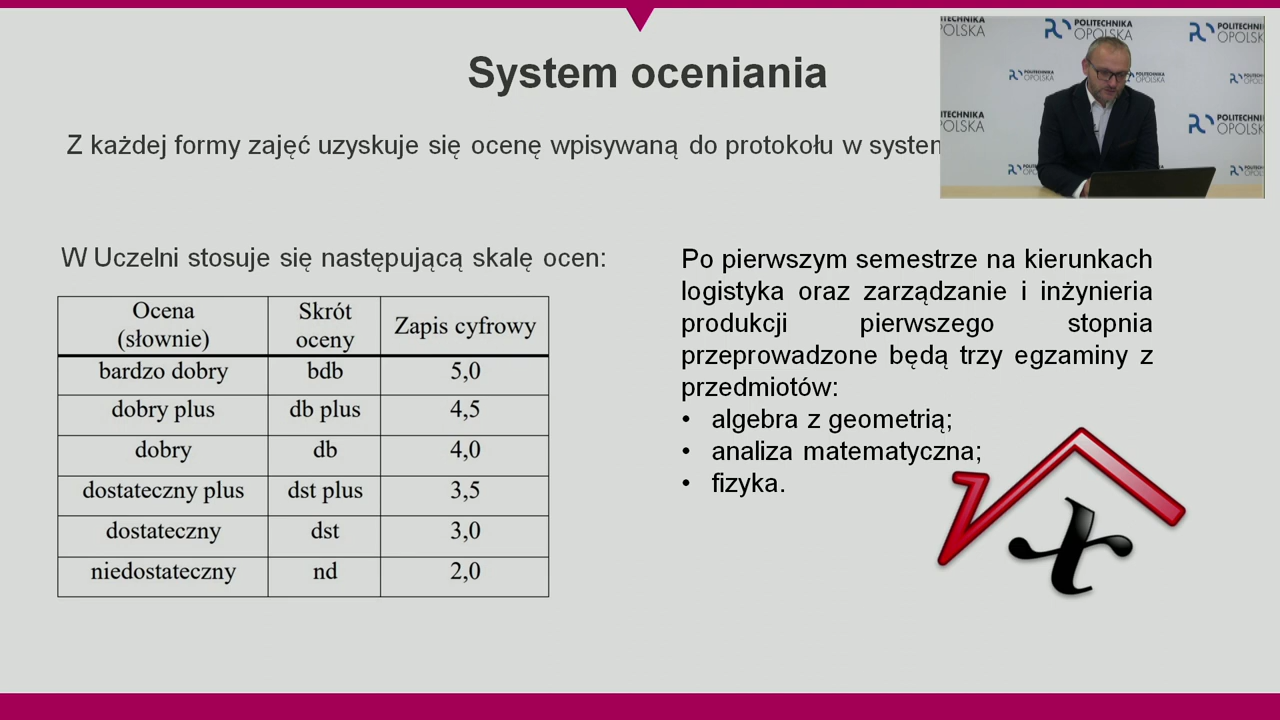 System oceniania
Z każdej formy zajęć uzyskuje się ocenę wpisywaną do protokołu w
W Uczelni stosuje się następującą skalę ocen:
Ocena (słownie) Skrót oceny Zapis cyfrowy
bardzo dobry bdb 5,0
dobry plus db plus 4,5
dobry db 4,0
dostateczny plus dst plus 3,5
dostateczny dst 3,0
niedostateczny nd 2,0
Po pierwszym semestrze na kierunkach
logistyka oraz zarządzanie i inżynieria
produkcji pierwszego stopnia
przeprowadzone będą trzy egzaminy z
przedmiotów:
• algebra z geometrią;
• analiza matematyczna;
• fizyka.
√x
POLITECHNIKA
OPOLSKA
POLITECHNIKA
OPOLSKA